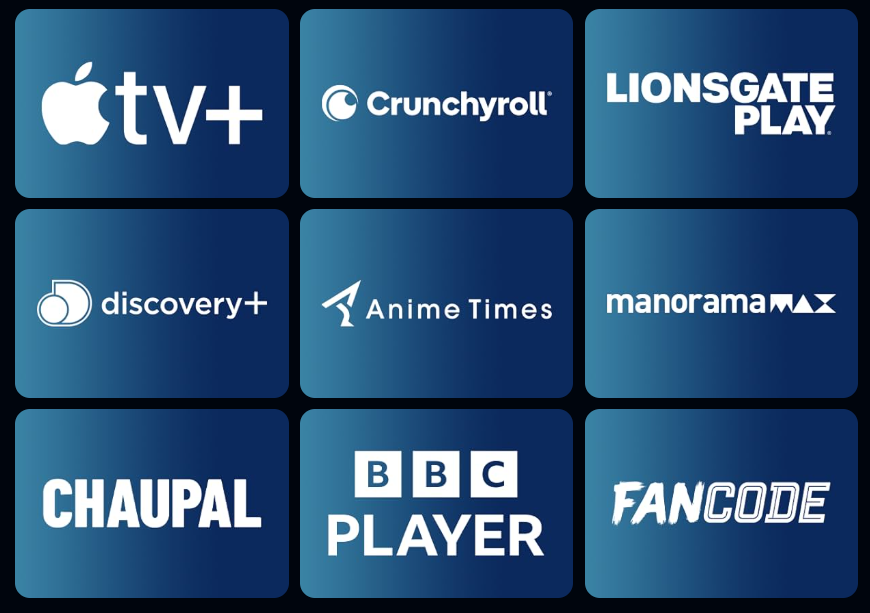 tv+
Crunchyroll®
LIONSGATE
PLAY
discovery+
Anime Times
manoramaMAX
CHAUPAL
BBC
PLAYER
FANCODE